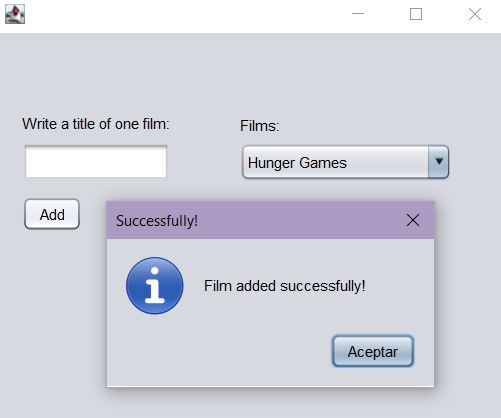 Write a title of one film:
Films:
Hunger Games
Add
Successfully!
Film added successfully!
Aceptar